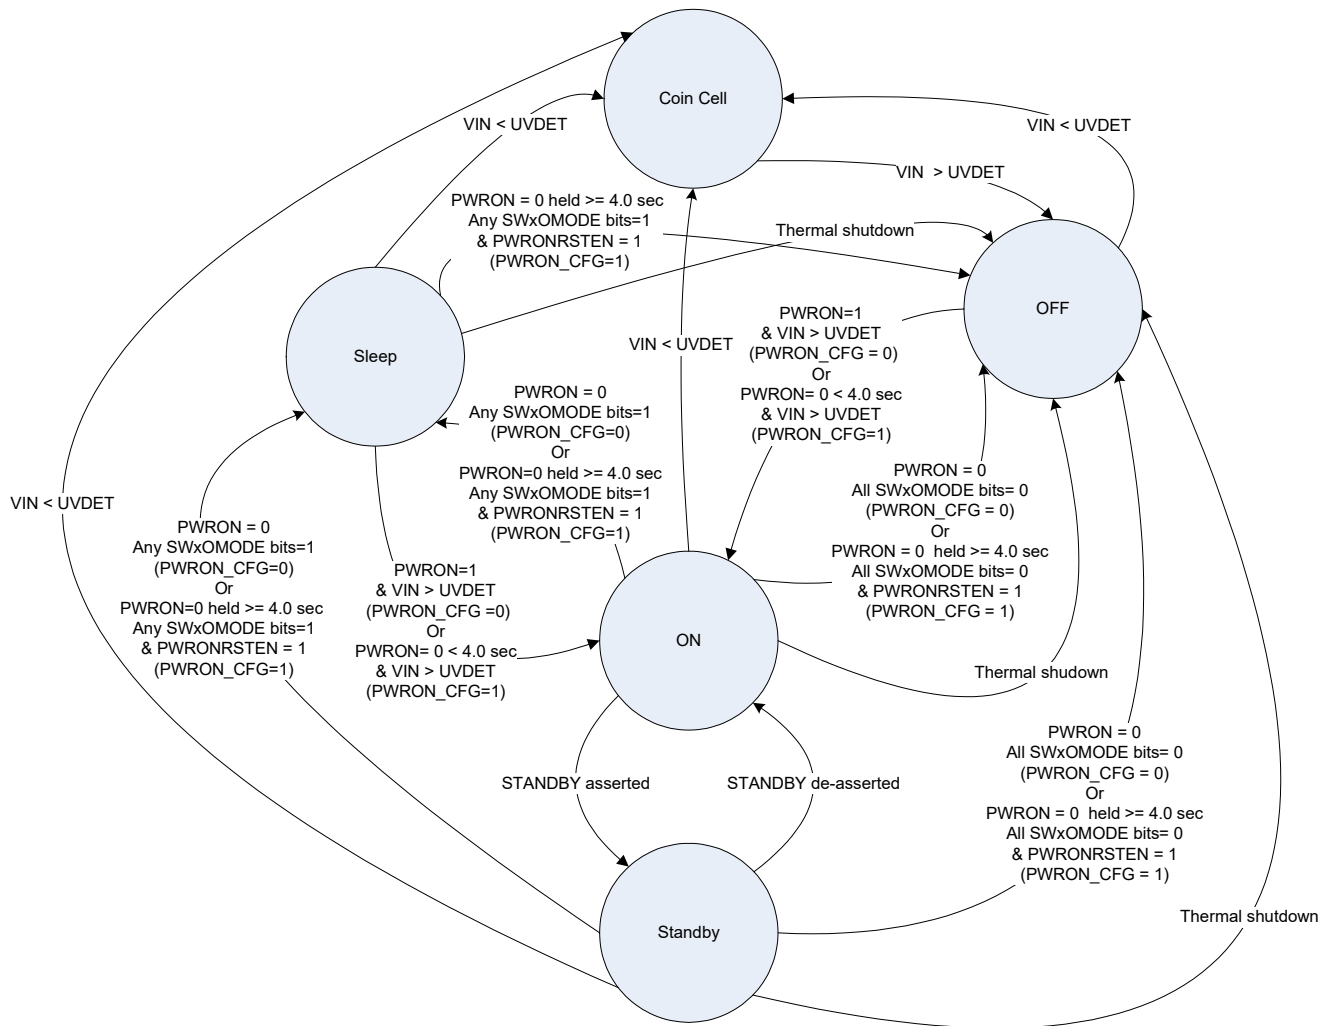 Coin Cell
VIN < UVDET
VIN < UVDET
VIN  > UVDET
PWRON = 0 held >= 4.0 sec
Any SWxOMODE bits=1
& PWRONRSTEN = 1
(PWRON_CFG=1)
Thermal shutdown
OFF
Sleep
PWRON=1
& VIN > UVDET
(PWRON_CFG = 0)
Or
PWRON= 0 < 4.0 sec
& VIN > UVDET
(PWRON_CFG=1)
VIN < UVDET
PWRON = 0
Any SWxOMODE bits=1
(PWRON_CFG=0)
Or
PWRON=0 held >= 4.0 sec
Any SWxOMODE bits=1
& PWRONRSTEN = 1
(PWRON_CFG=1)
PWRON = 0
All SWxOMODE bits= 0
(PWRON_CFG = 0)
Or
PWRON = 0  held >= 4.0 sec
All SWxOMODE bits= 0
& PWRONRSTEN = 1
(PWRON_CFG = 1)
VIN < UVDET
PWRON = 0
Any SWxOMODE bits=1
(PWRON_CFG=0)
Or
PWRON=0 held >= 4.0 sec
Any SWxOMODE bits=1
& PWRONRSTEN = 1
(PWRON_CFG=1)
PWRON=1
& VIN > UVDET
(PWRON_CFG =0)
Or
PWRON= 0 < 4.0 sec
& VIN > UVDET
(PWRON_CFG=1)
ON
Thermal shudown
STANDBY asserted
STANDBY de-asserted
PWRON = 0
All SWxOMODE bits= 0
(PWRON_CFG = 0)
Or
PWRON = 0  held >= 4.0 sec
All SWxOMODE bits= 0
& PWRONRSTEN = 1
(PWRON_CFG = 1)
Thermal shutdown
Standby